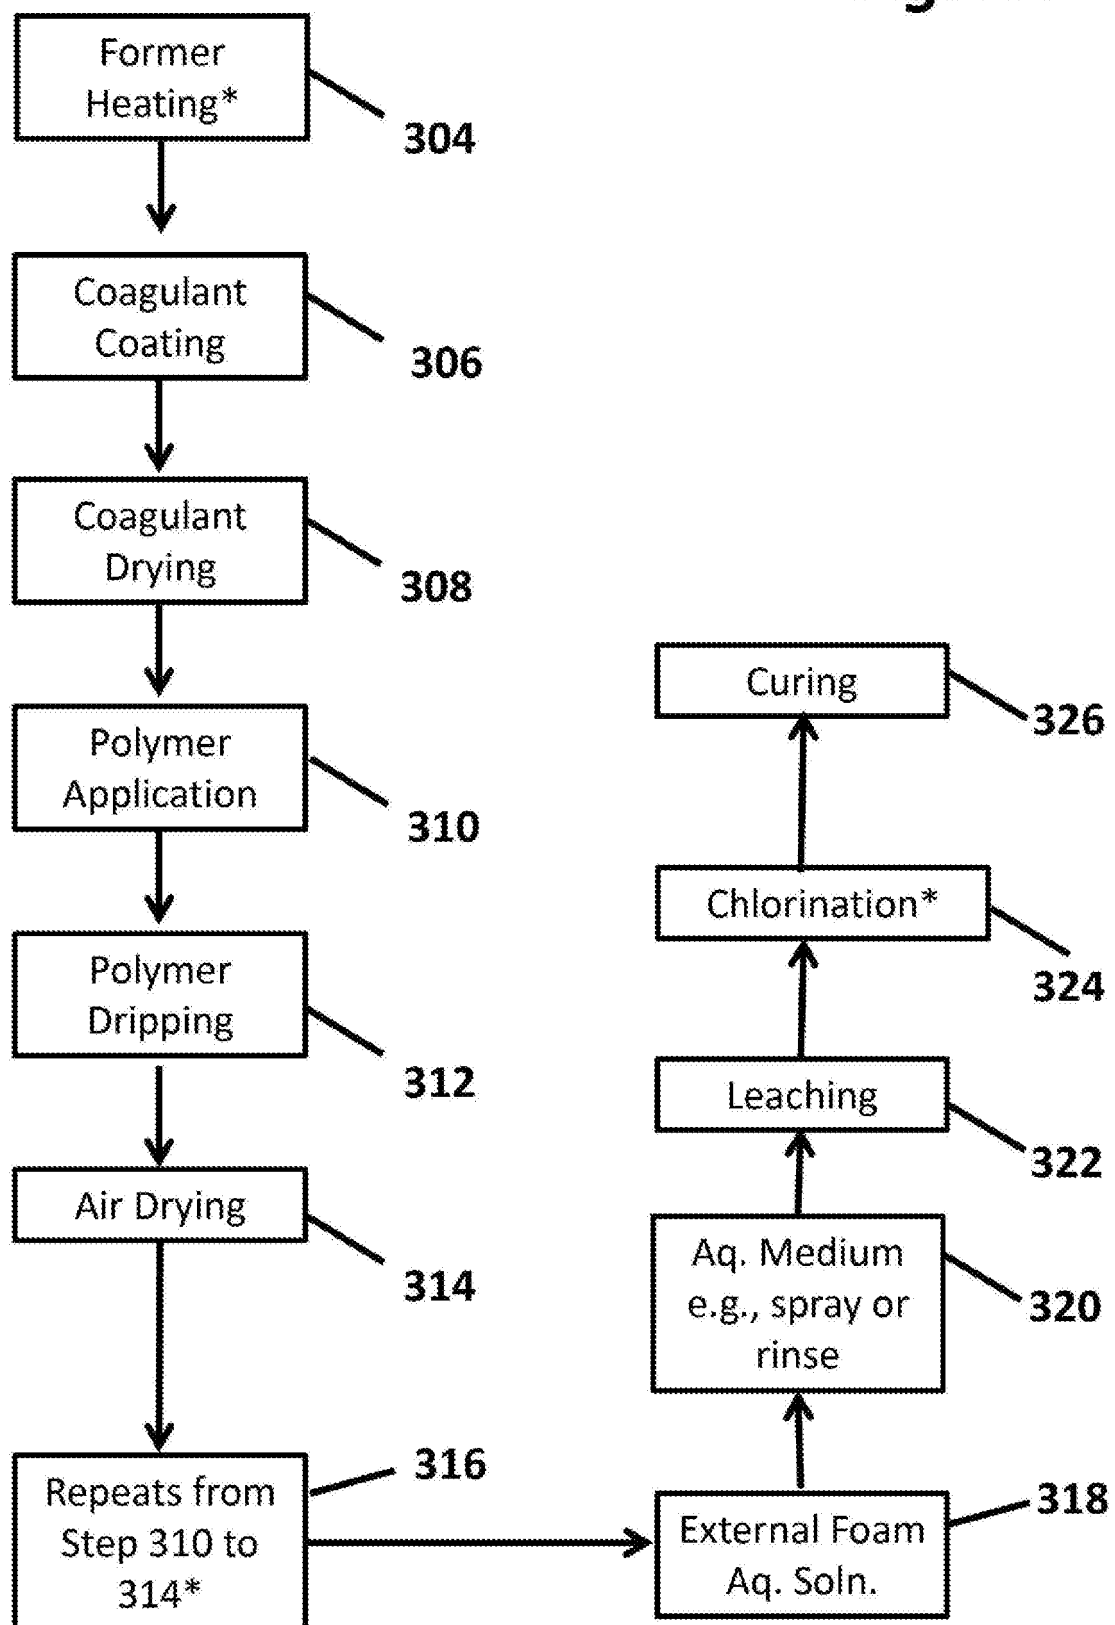 Former
Heating*
304
Coagulant
Coating
306
Coagulant
Drying
308
Polymer
Application
310
Polymer
Dripping
312
Air Drying
314
Repeats from
Step 310 to
314*
316
External Foam
Aq. Soln.
318
Aq. Medium
e.g., spray or
rinse
320
Leaching
322
Chlorination*
324
Curing
326